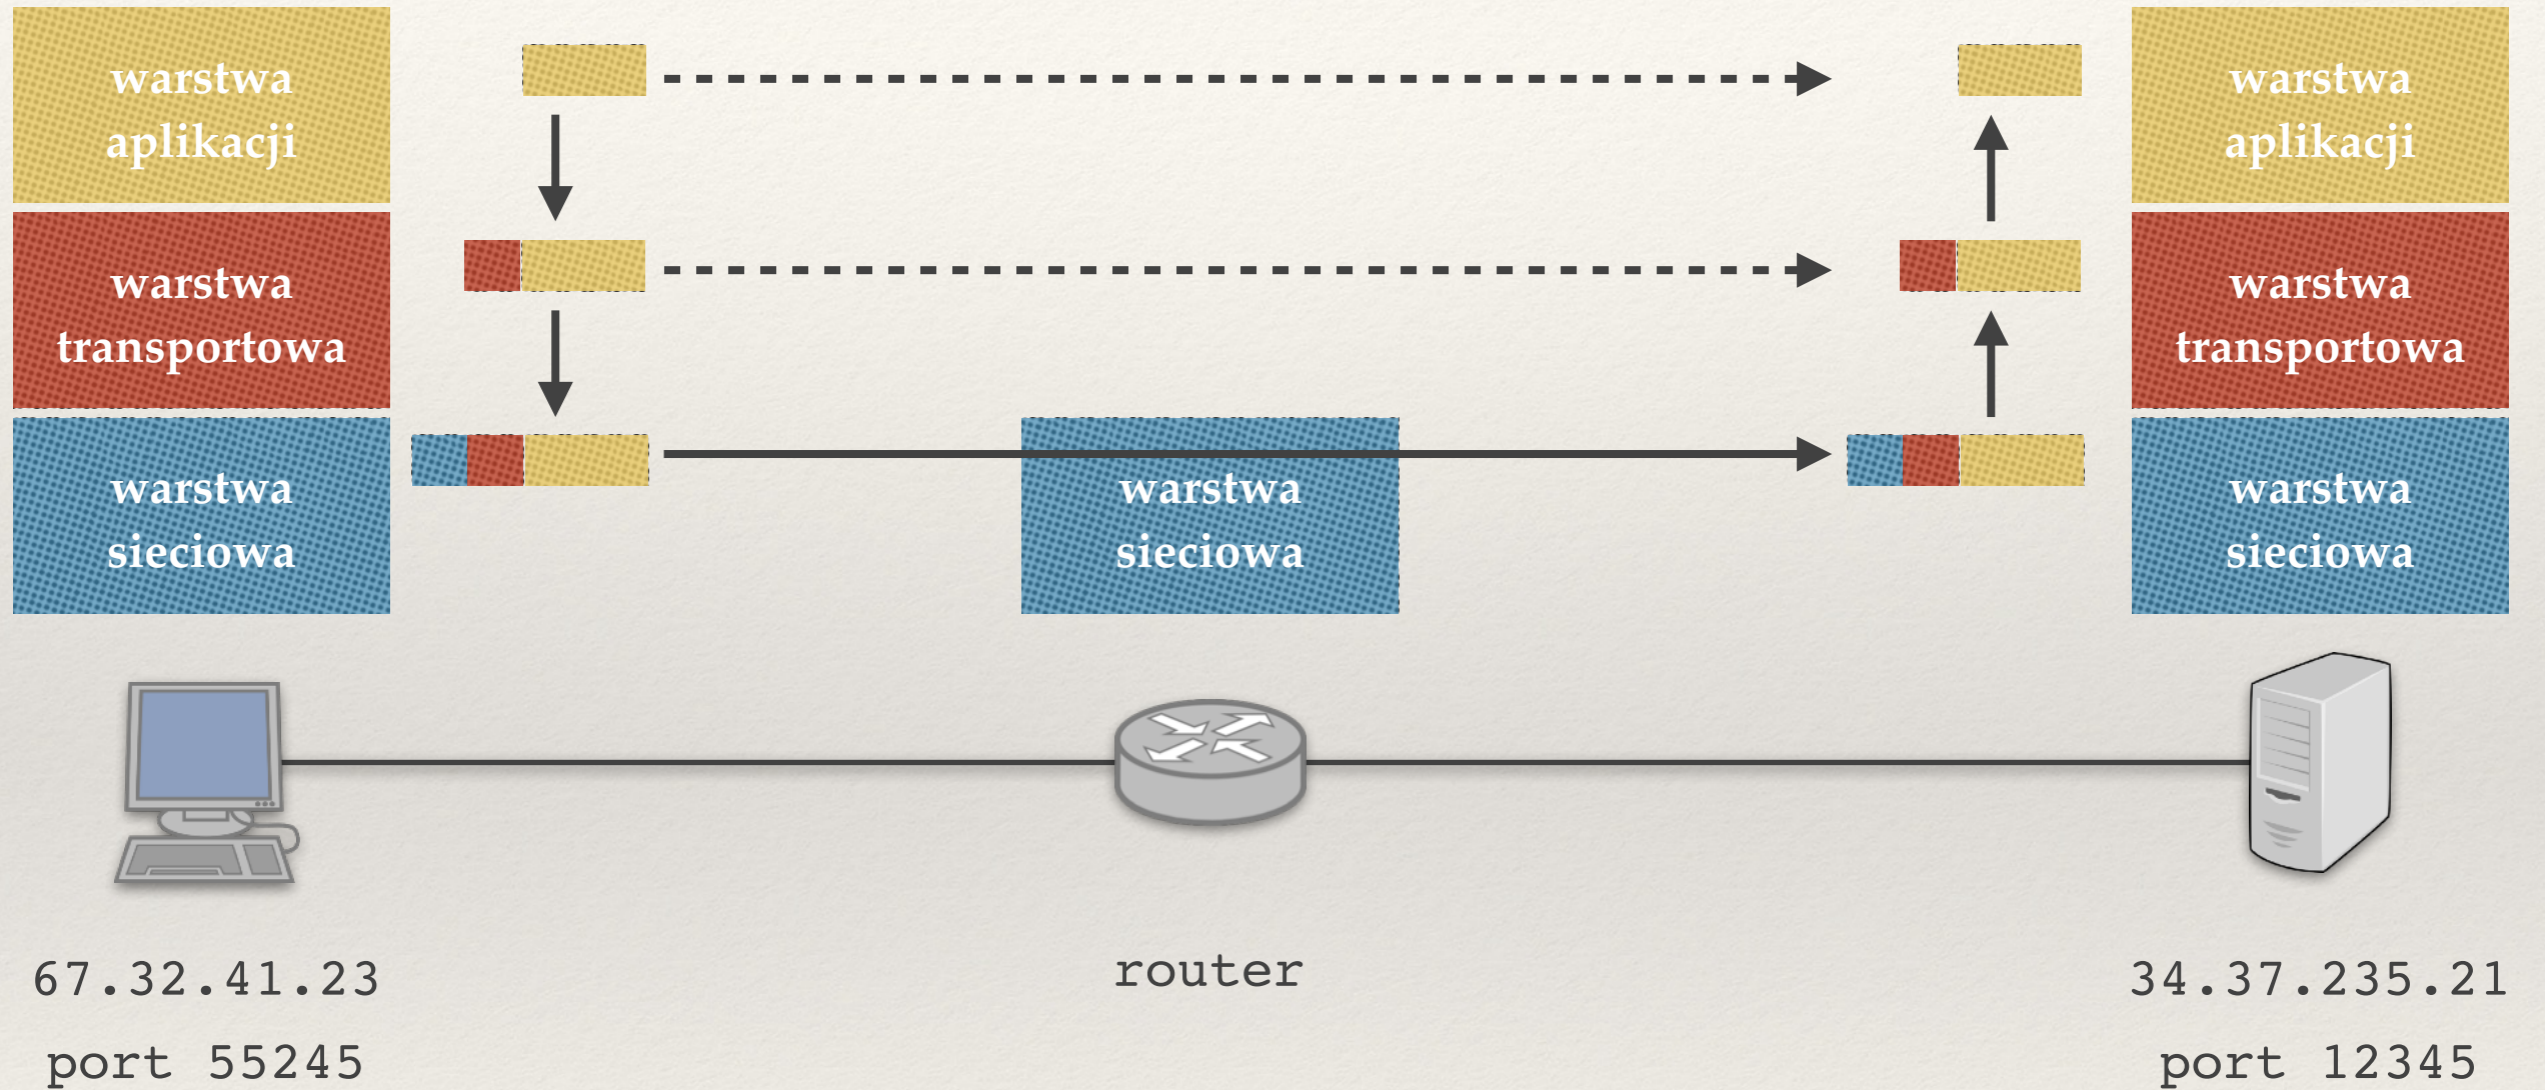 warstwa
aplikacji
warstwa
transportowa
warstwa
sieciowa
warstwa
sieciowa
warstwa
aplikacji
warstwa
transportowa
warstwa
sieciowa
67.32.41.23
port 55245
router
34.37.235.21
port 12345